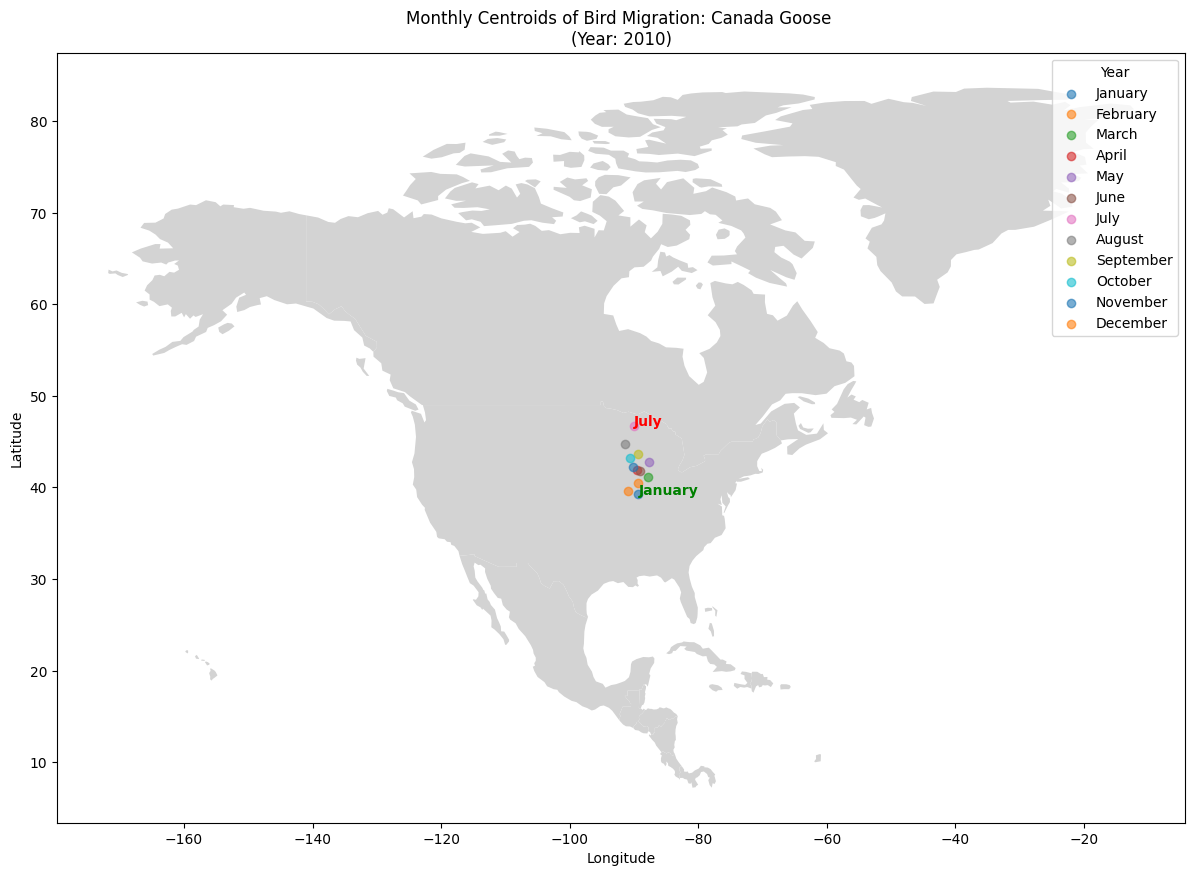 Monthly Centroids of Bird Migration: Canada Goose
(Year: 2010)
Year
January
February
March
April
May
June
July
August
September
October
November
December
80
70
60
50
40
30
20
10
Latitude
July
January
−160
−140
−120
−100
−80
−60
−40
−20
Longitude